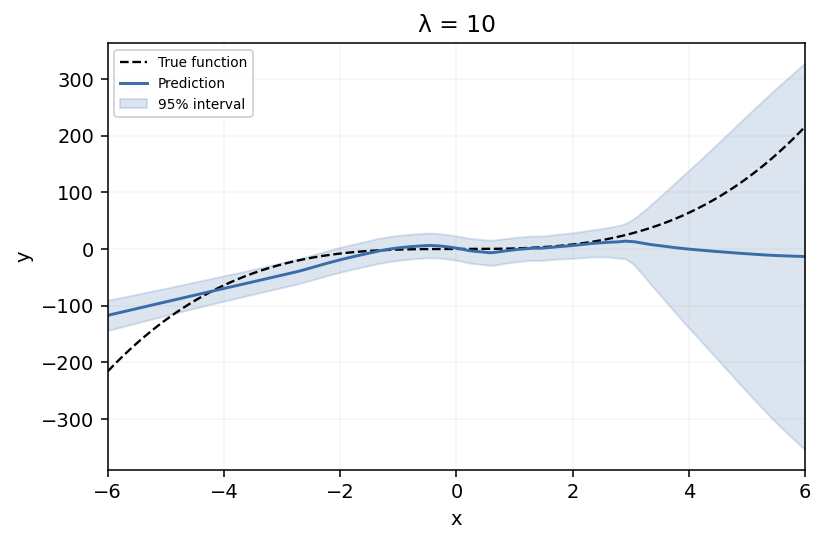 λ = 10
True function
Prediction
95% interval
300
200
100
0
−100
−200
−300
y
−6
−4
−2
0
2
4
6
x